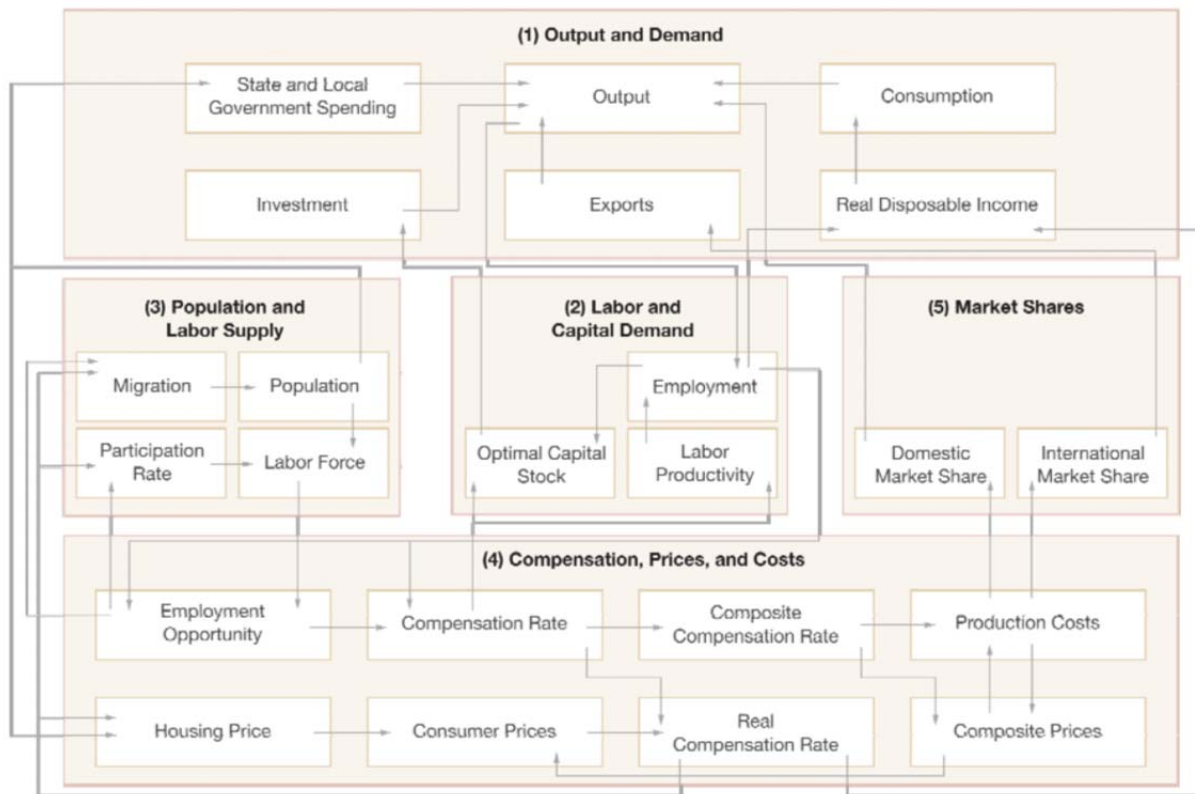 (1) Output and Demand
State and Local
Government Spending
Output
Consumption
Investment
Exports
Real Disposable Income
(3) Population and
Labor Supply
Migration
Population
Participation
Rate
Labor Force
(2) Labor and
Capital Demand
Employment
Optimal Capital
Stock
Labor
Productivity
(5) Market Shares
Domestic
Market Share
International
Market Share
(4) Compensation, Prices, and Costs
Employment
Opportunity
Compensation Rate
Composite
Compensation Rate
Production Costs
Housing Price
Consumer Prices
Real
Compensation Rate
Composite Prices